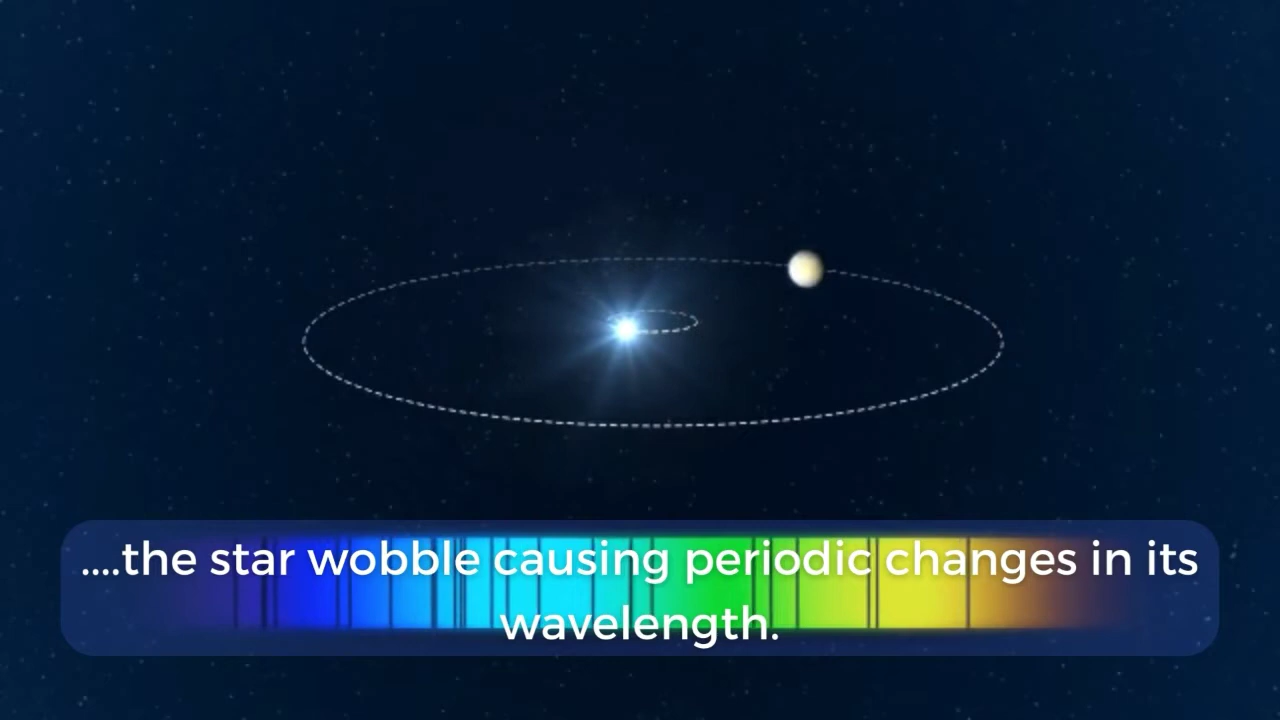 ....the star wobble causing periodic changes in its
wavelength.